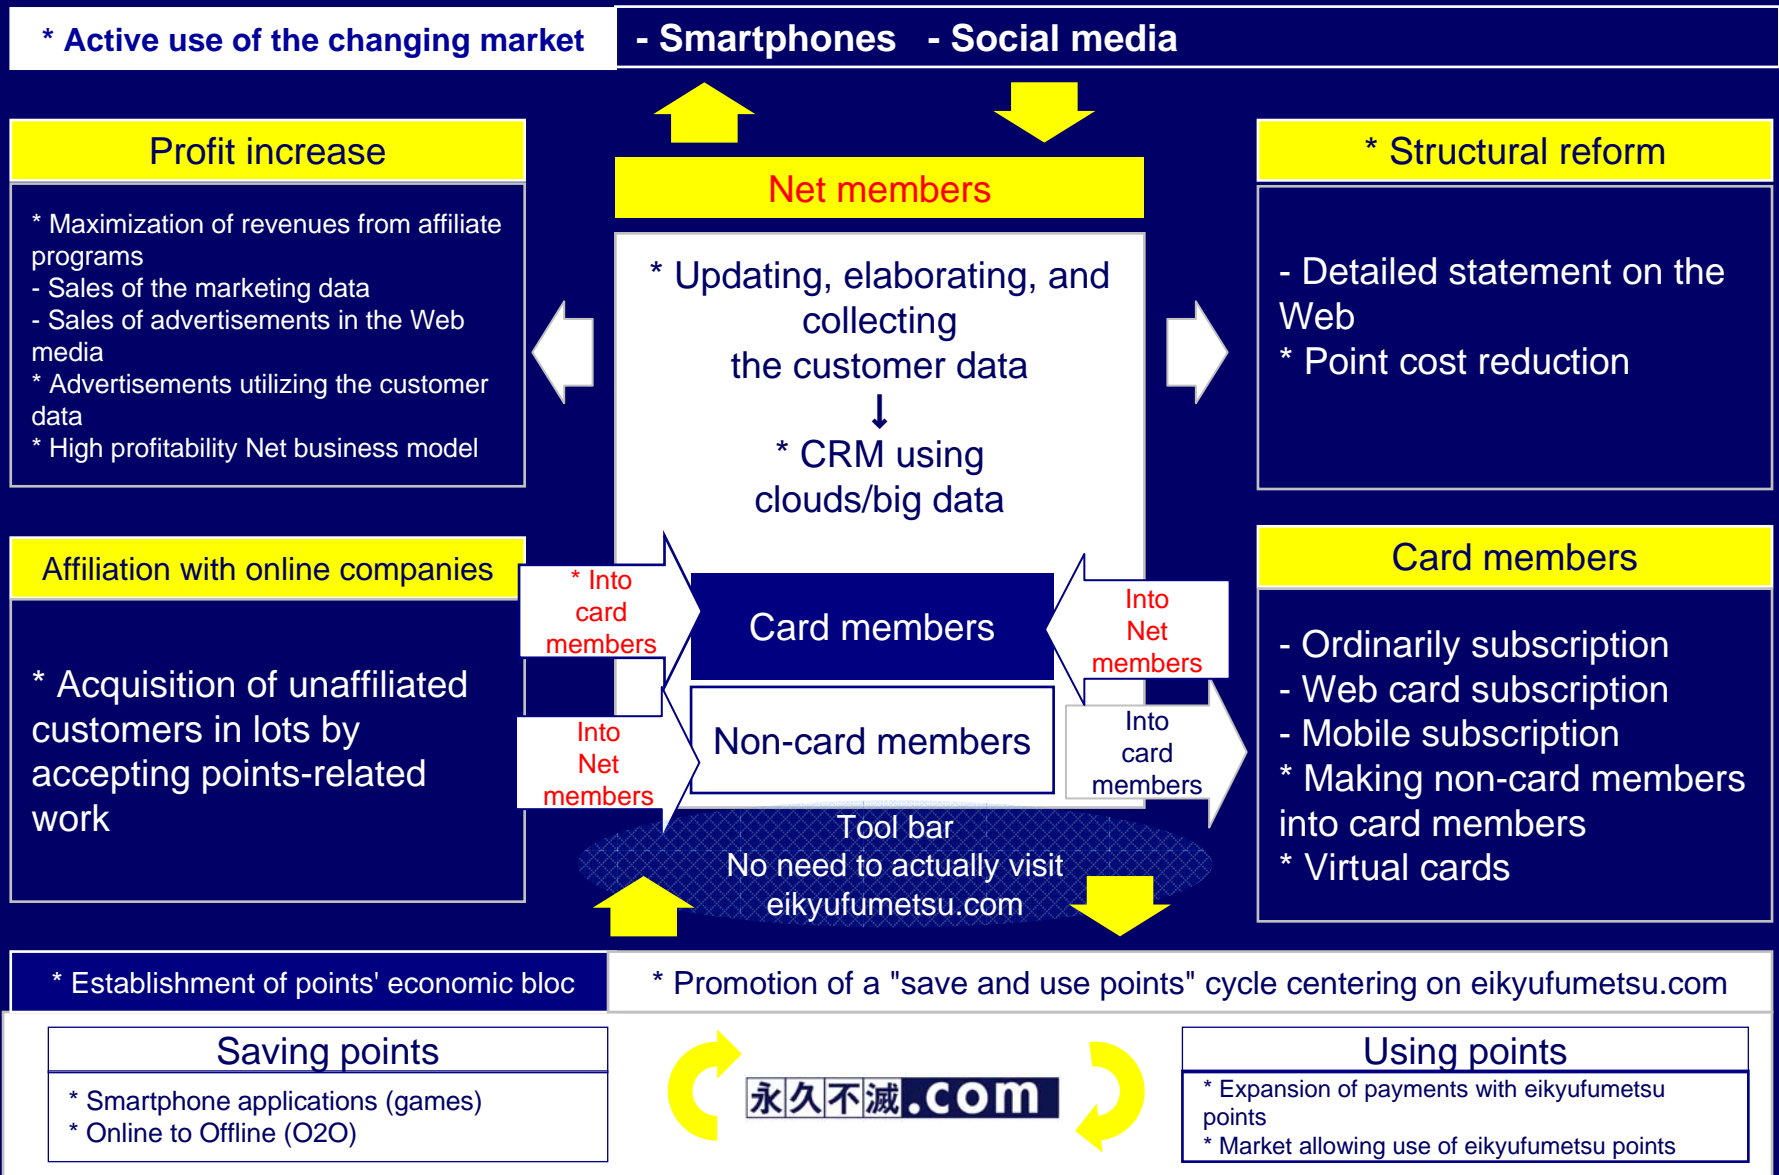 * Active use of the changing market
- Smartphones - Social media
Profit increase
* Maximization of revenues from affiliate
programs
- Sales of the marketing data
- Sales of advertisements in the Web
media
* Advertisements utilizing the customer
data
* High profitability Net business model
Net members
* Updating, elaborating, and
collecting
the customer data
↓
* CRM using
clouds/big data
* Structural reform
- Detailed statement on the
Web
* Point cost reduction
Affiliation with online companies
* Acquisition of unaffiliated
customers in lots by
accepting points-related
work
* Into
card
members
Into
Net
members
Card members
Non-card members
Into
Net
members
Into
card
members
Card members
- Ordinarily subscription
- Web card subscription
- Mobile subscription
* Making non-card members
into card members
* Virtual cards
Tool bar
No need to actually visit
eikyufumetsu.com
* Establishment of points' economic bloc
* Promotion of a "save and use points" cycle centering on eikyufumetsu.com
Saving points
* Smartphone applications (games)
* Online to Offline (O2O)
永久不滅.com
Using points
* Expansion of payments with eikyufumetsu
points
* Market allowing use of eikyufumetsu points